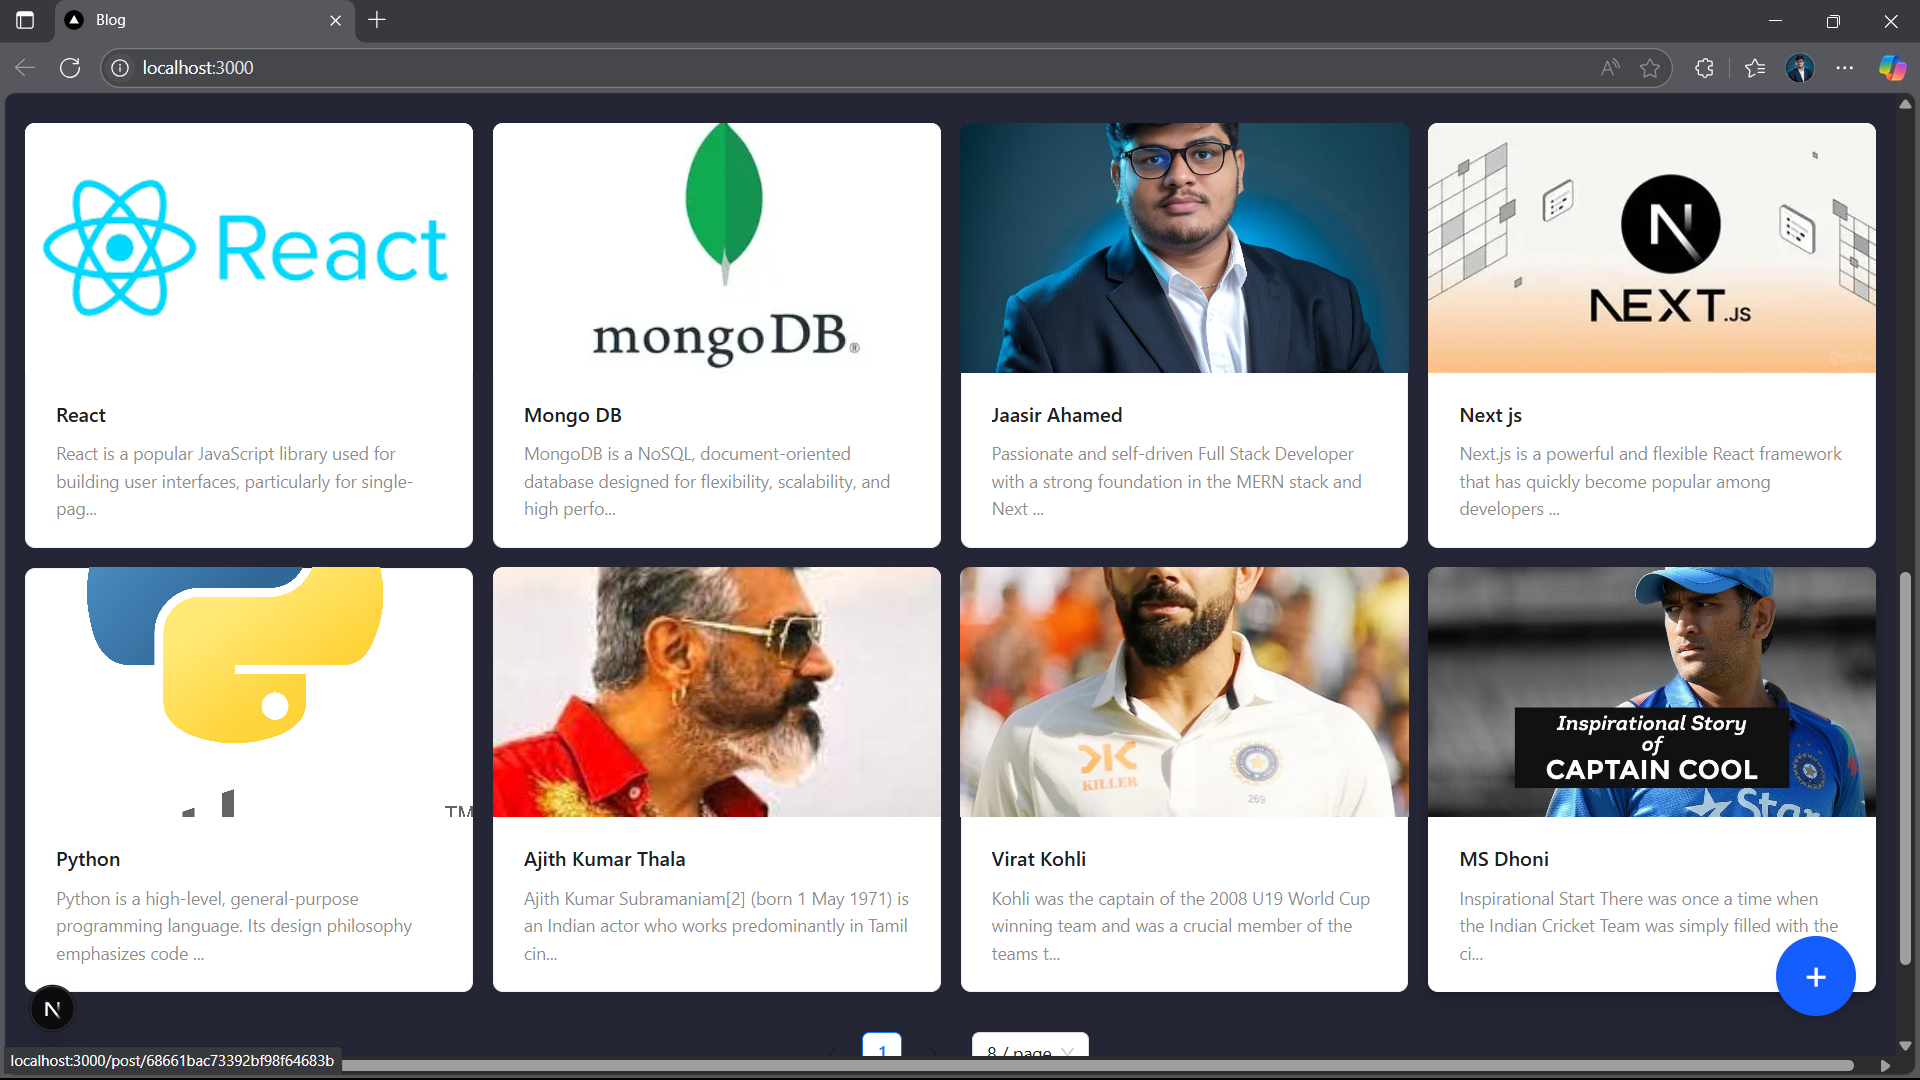 Blog
localhost:3000
React
mongoDB®
NEXT.JS
React
React is a popular JavaScript library used for
building user interfaces, particularly for single-
pag...
Mongo DB
MongoDB is a NoSQL, document-oriented
database designed for flexibility, scalability, and
high perfo...
Jaasir Ahamed
Passionate and self-driven Full Stack Developer
with a strong foundation in the MERN stack and
Next ...
Next js
Next.js is a powerful and flexible React framework
that has quickly become popular among
developers ...
TM
KILLER
269
Inspirational Story
of
CAPTAIN COOL
Star
Python
Python is a high-level, general-purpose
programming language. Its design philosophy
emphasizes code ...
Ajith Kumar Thala
Ajith Kumar Subramaniam[2] (born 1 May 1971) is
an Indian actor who works predominantly in Tamil
cin...
Virat Kohli
Kohli was the captain of the 2008 U19 World Cup
winning team and was a crucial member of the
teams t...
MS Dhoni
Inspirational Start There was once a time when
the Indian Cricket Team was simply filled with the
ci...
N
1
8 / page
localhost:3000/post/68661bac73392bf98f64683b